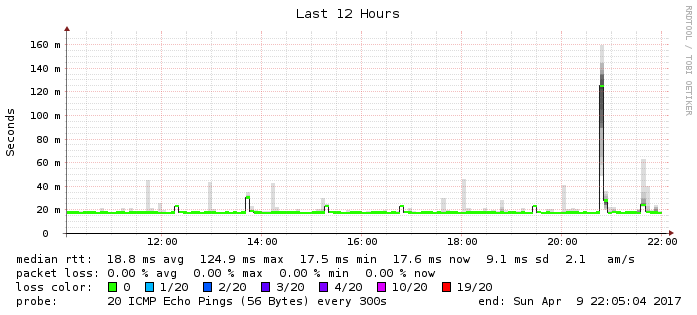 Last 12 Hours
RRDTOOL / TOBI OETIKER
Seconds
160 m
140 m
120 m
100 m
80 m
60 m
40 m
20 m
0
12:00 14:00 16:00 18:00 20:00 22:00
median rtt: 18.8 ms avg 124.9 ms max 17.5 ms min 17.6 ms now 9.1 ms sd 2.1 am/s
packet loss: 0.00 % avg 0.00 % max 0.00 % min 0.00 % now
loss color: 0 1/20 2/20 3/20 4/20 10/20 19/20
probe: 20 ICMP Echo Pings (56 Bytes) every 300s end: Sun Apr 9 22:05:04 2017